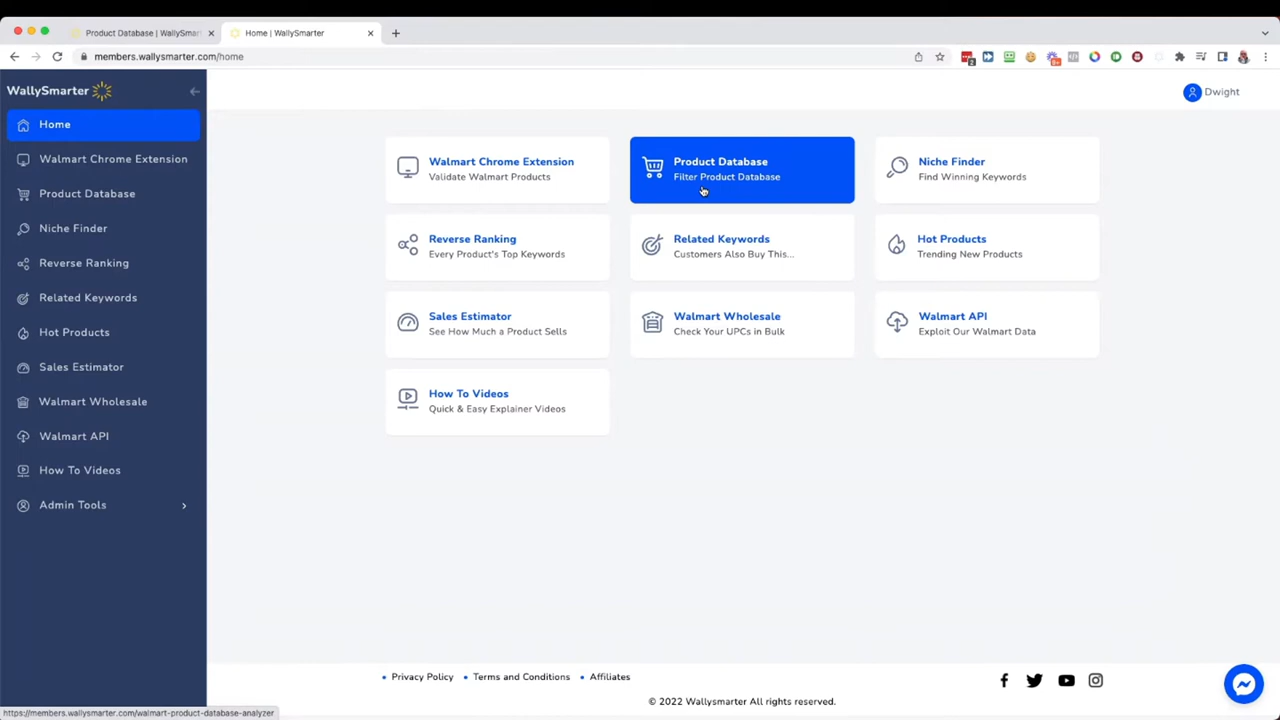 Product Database | WallySmar
Home | WallySmarter
members.wallysmarter.com/home
WallySmarter
Dwight
Home
Walmart Chrome Extension
Product Database
Niche Finder
Reverse Ranking
Related Keywords
Hot Products
Sales Estimator
Walmart Wholesale
Walmart API
How To Videos
Admin Tools
Walmart Chrome Extension
Validate Walmart Products
Product Database
Filter Product Database
Niche Finder
Find Winning Keywords
Reverse Ranking
Every Product's Top Keywords
Related Keywords
Customers Also Buy This...
Hot Products
Trending New Products
Sales Estimator
See How Much a Product Sells
Walmart Wholesale
Check Your UPCs in Bulk
Walmart API
Exploit Our Walmart Data
How To Videos
Quick & Easy Explainer Videos
Privacy Policy • Terms and Conditions • Affiliates
© 2022 Wallysmarter All rights reserved.
https://members.wallysmarter.com/walmart-product-database-analyzer